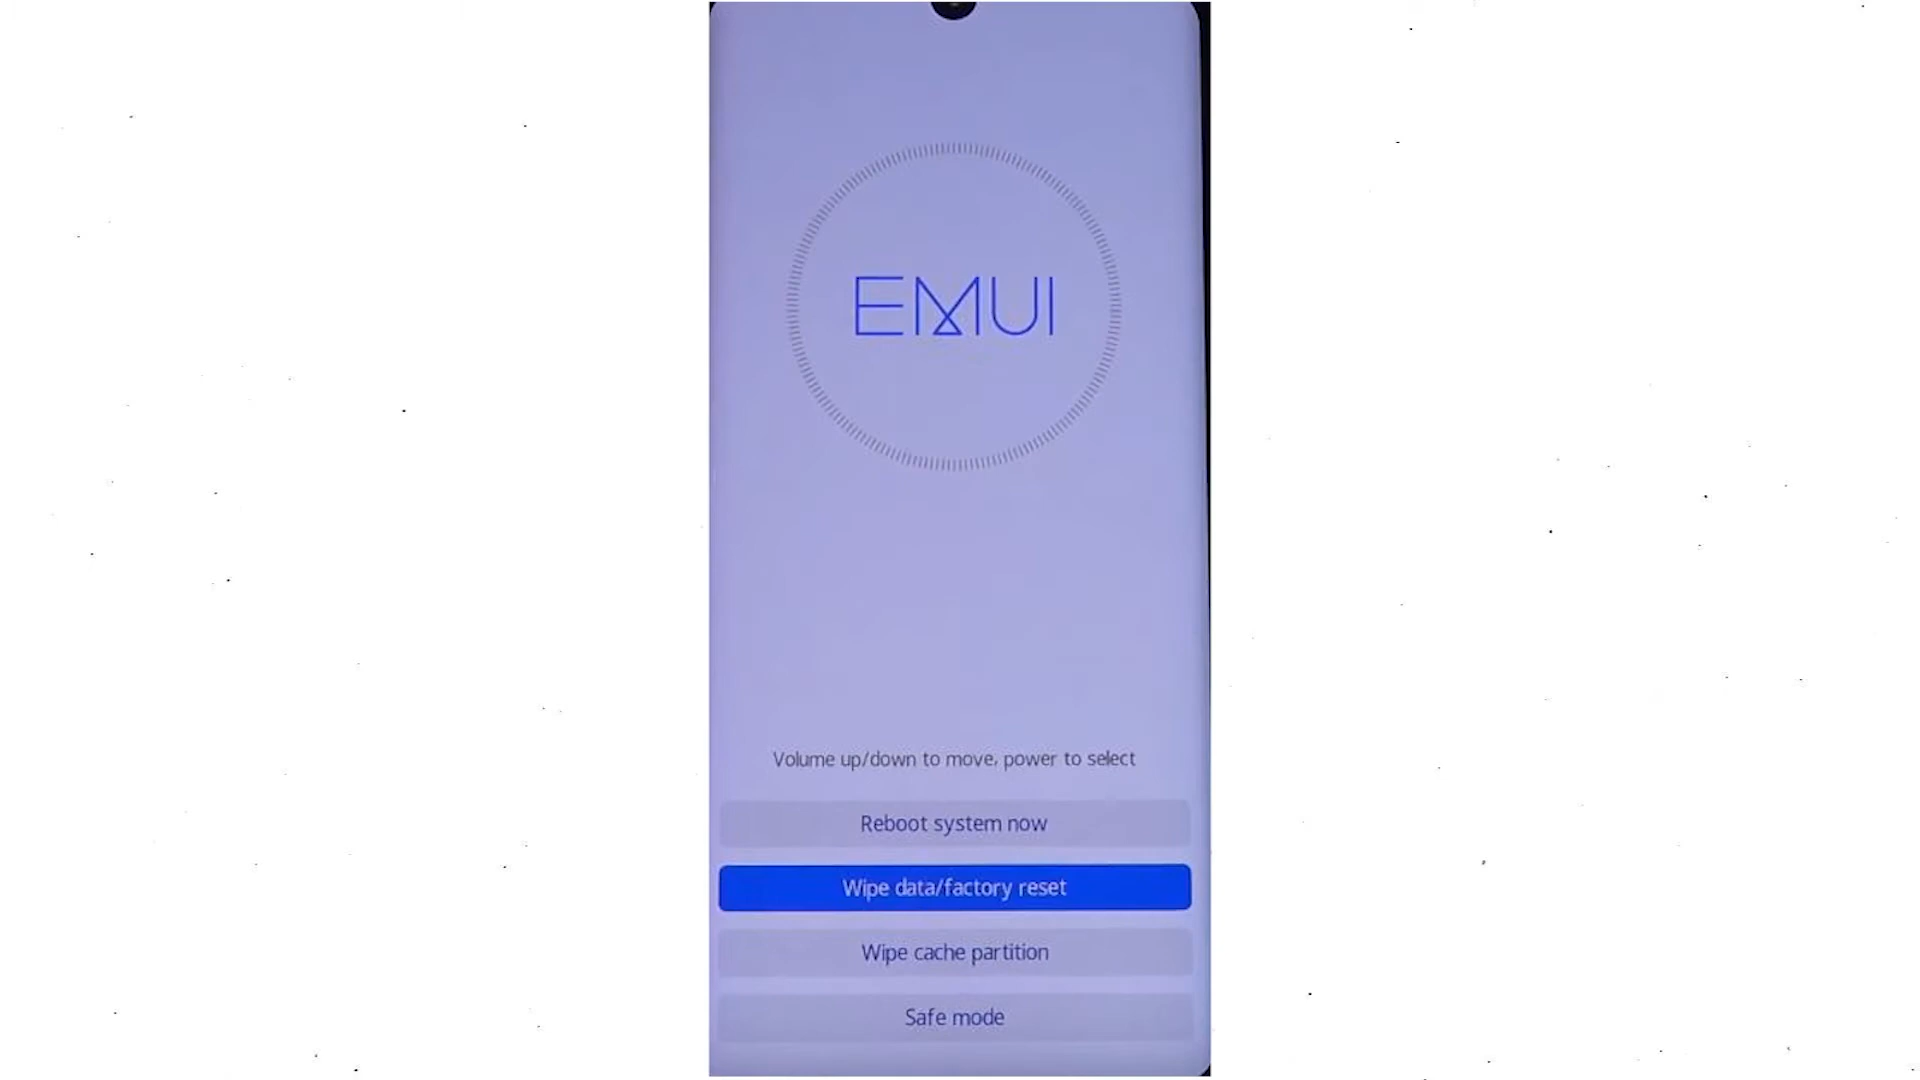 EMUI
Volume up/down to move, power to select
Reboot system now
Wipe data/factory reset
Wipe cache partition
Safe mode